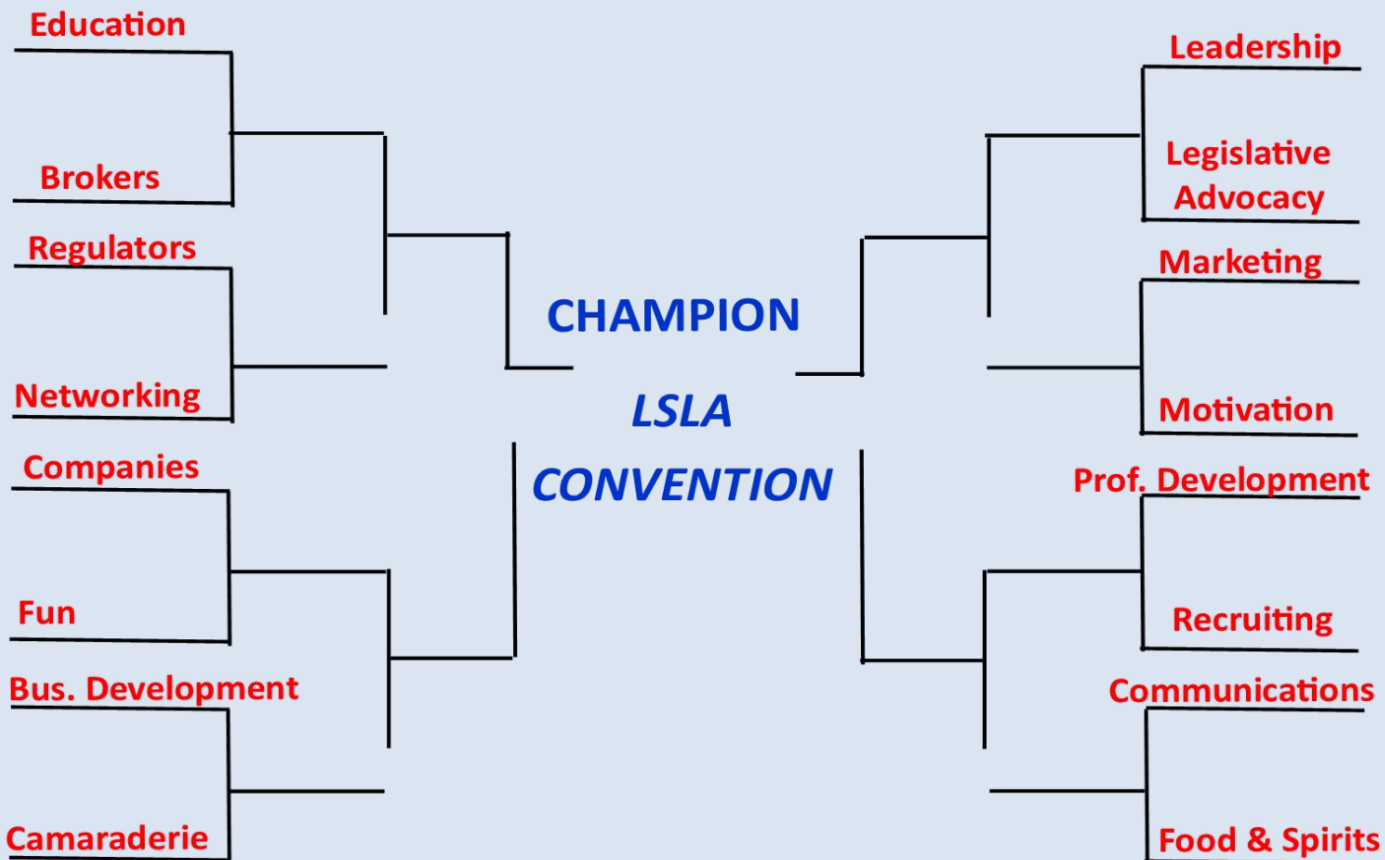 Education
Brokers
Regulators
Networking
Companies
Fun
Bus. Development
Camaraderie
CHAMPION
LSLA
CONVENTION
Leadership
Legislative
Advocacy
Marketing
Motivation
Prof. Development
Recruiting
Communications
Food & Spirits